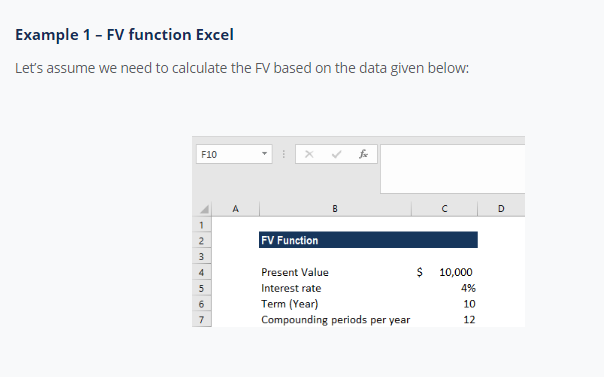 Example 1 – FV function Excel
Let's assume we need to calculate the FV based on the data given below:
F10 fx
A B C D
1
2 FV Function
3
4 Present Value $ 10,000
5 Interest rate 4%
6 Term (Year) 10
7 Compounding periods per year 12